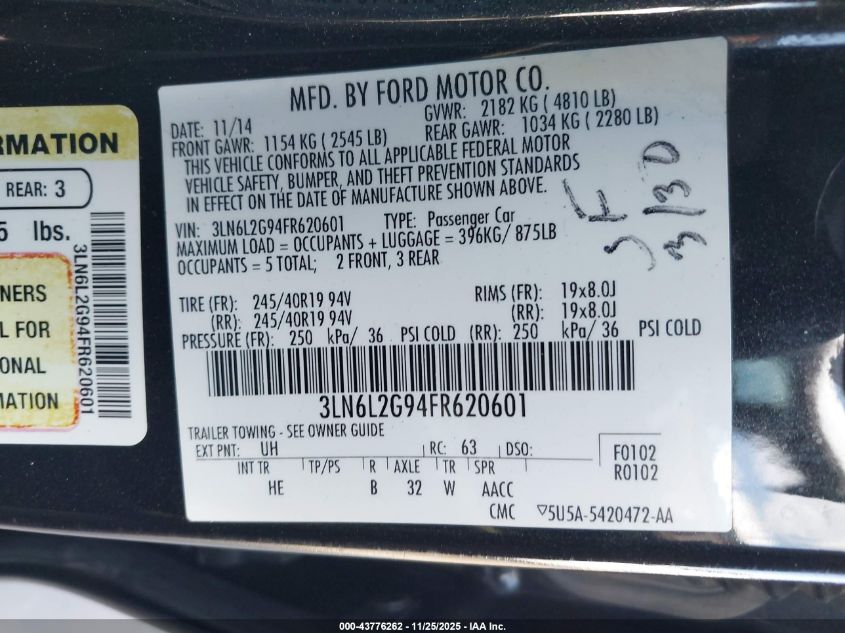 RMATION
REAR: 3
5 lbs.
NERS
L FOR
ONAL
MATION
3LN6L2G94FR620601
MFD. BY FORD MOTOR CO.
DATE: 11/14 GVWR: 2182 KG ( 4810 LB)
FRONT GAWR: 1154 KG ( 2545 LB) REAR GAWR: 1034 KG ( 2280 LB)
THIS VEHICLE CONFORMS TO ALL APPLICABLE FEDERAL MOTOR
VEHICLE SAFETY, BUMPER, AND THEFT PREVENTION STANDARDS
IN EFFECT ON THE DATE OF MANUFACTURE SHOWN ABOVE.
VIN: 3LN6L2G94FR620601 TYPE: Passenger Car
MAXIMUM LOAD = OCCUPANTS + LUGGAGE = 396KG/ 875LB
OCCUPANTS = 5 TOTAL; 2 FRONT, 3 REAR
TIRE (FR): 245/40R19 94V RIMS (FR): 19x8.0J
(RR): 245/40R19 94V (RR): 19x8.0J
PRESSURE (FR): 250 kPa/ 36 PSI COLD (RR): 250 kPa/ 36 PSI COLD
3LN6L2G94FR620601
TRAILER TOWING - SEE OWNER GUIDE
EXT PNT: UH RC: 63 DSO: F0102
INT TR TP/PS R AXLE TR SPR R0102
HE B 32 W AACC
CMC ▽5U5A-5420472-AA
3130
000-43776262 - 11/25/2025 - IAA Inc.